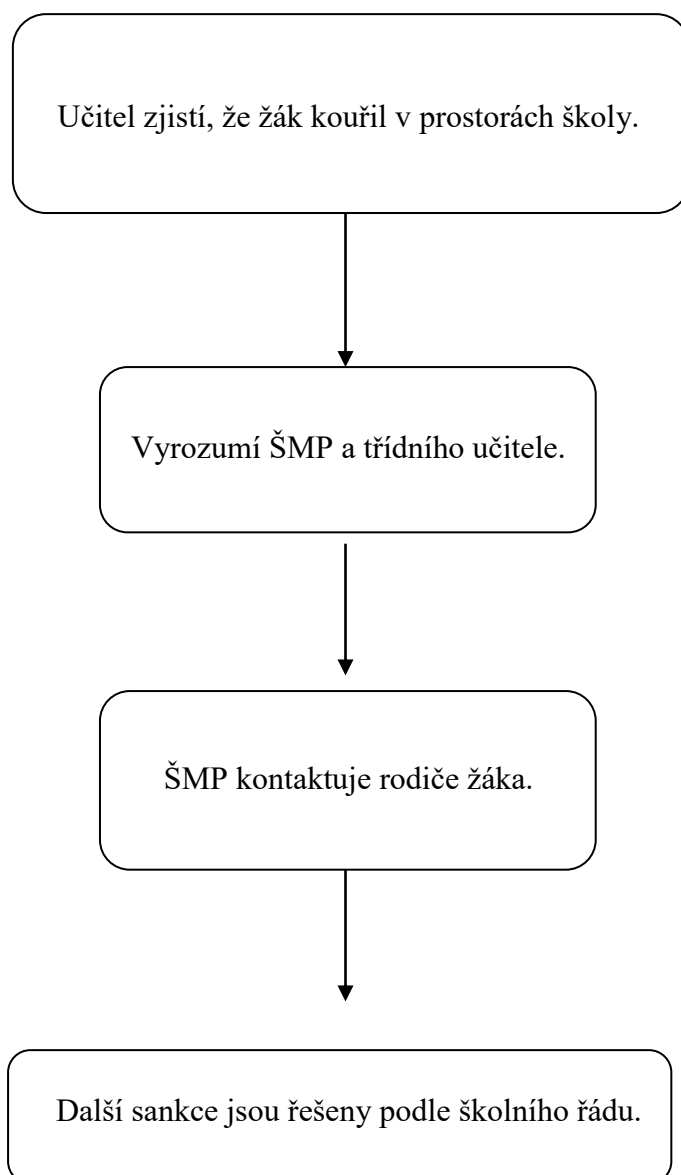 Učitel zjistí, že žák kouřil v prostorách školy.
Vyrozumí ŠMP a třídního učitele.
ŠMP kontaktuje rodiče žáka.
Další sankce jsou řešeny podle školního řádu.